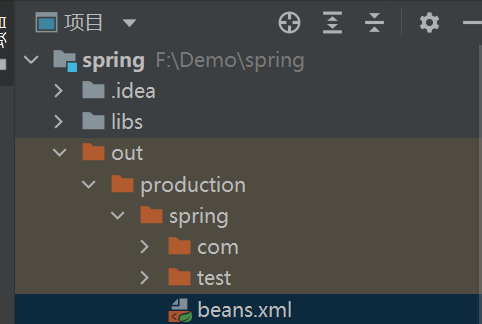 项目
spring F:\Demo\spring
.idea
libs
out
production
spring
com
test
beans.xml